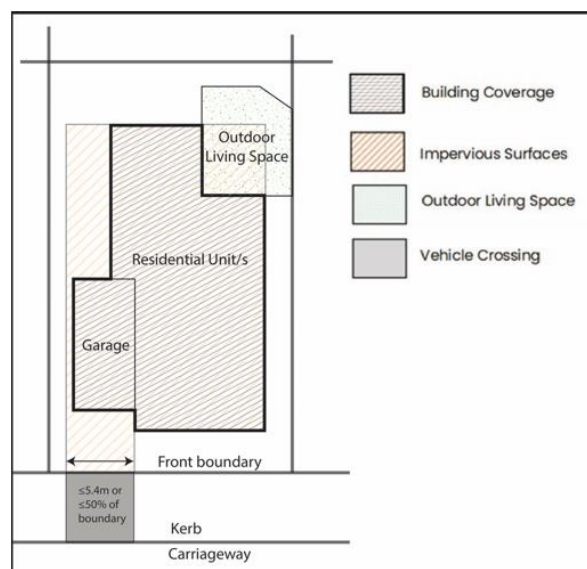 Building Coverage
Outdoor
Living Space
Impervious Surfaces
Outdoor Living Space
Residential Unit/s
Vehicle Crossing
Garage
Front boundary
≤5.4m or
≤50% of
boundary
Kerb
Carriageway